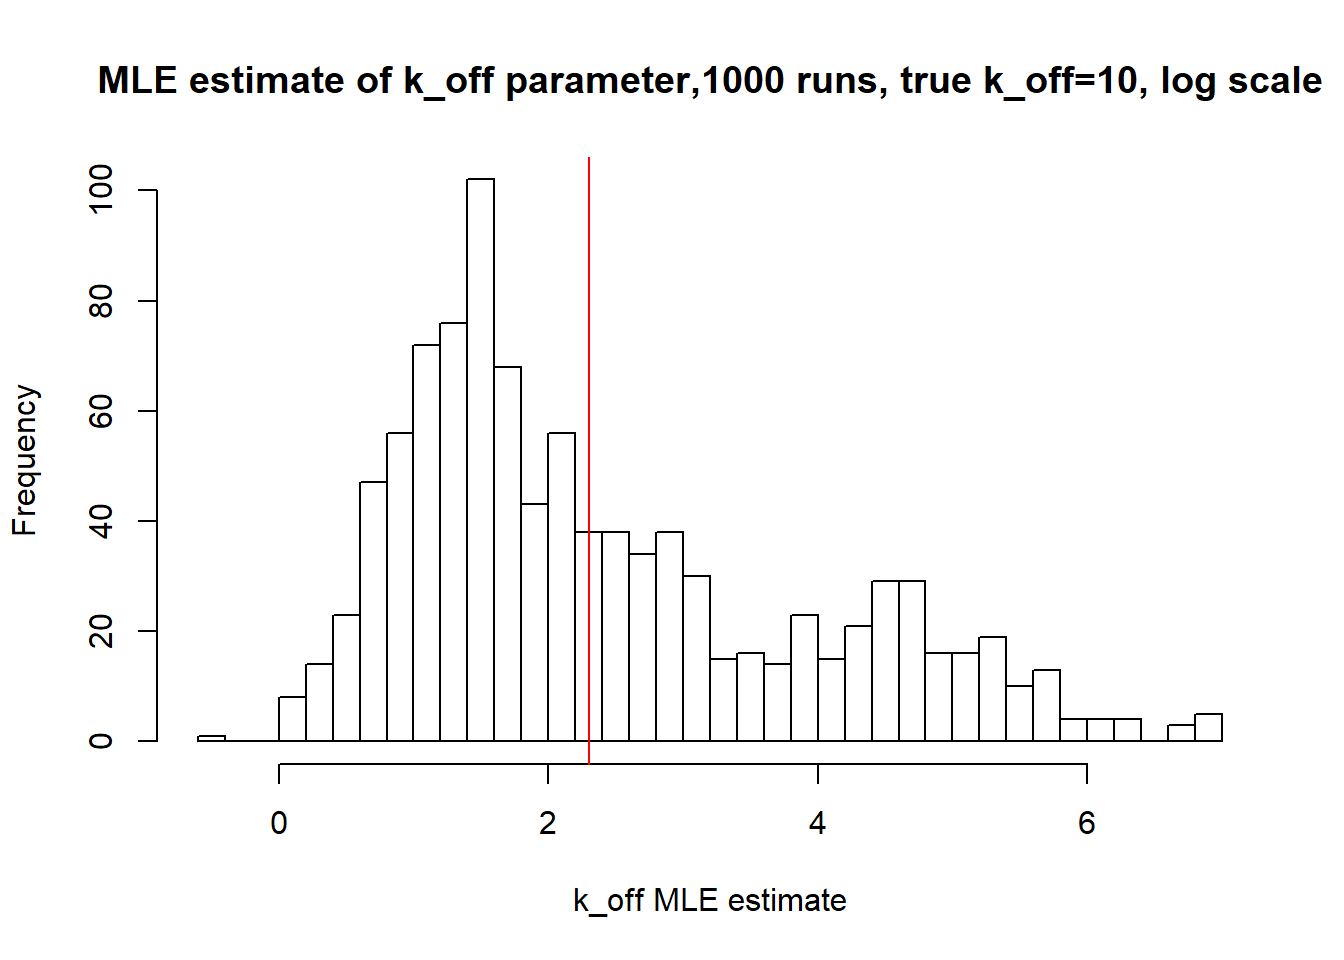 MLE estimate of k_off parameter,1000 runs, true k_off=10, log scale
100
80
60
40
20
0
Frequency
0 2 4 6
k_off MLE estimate